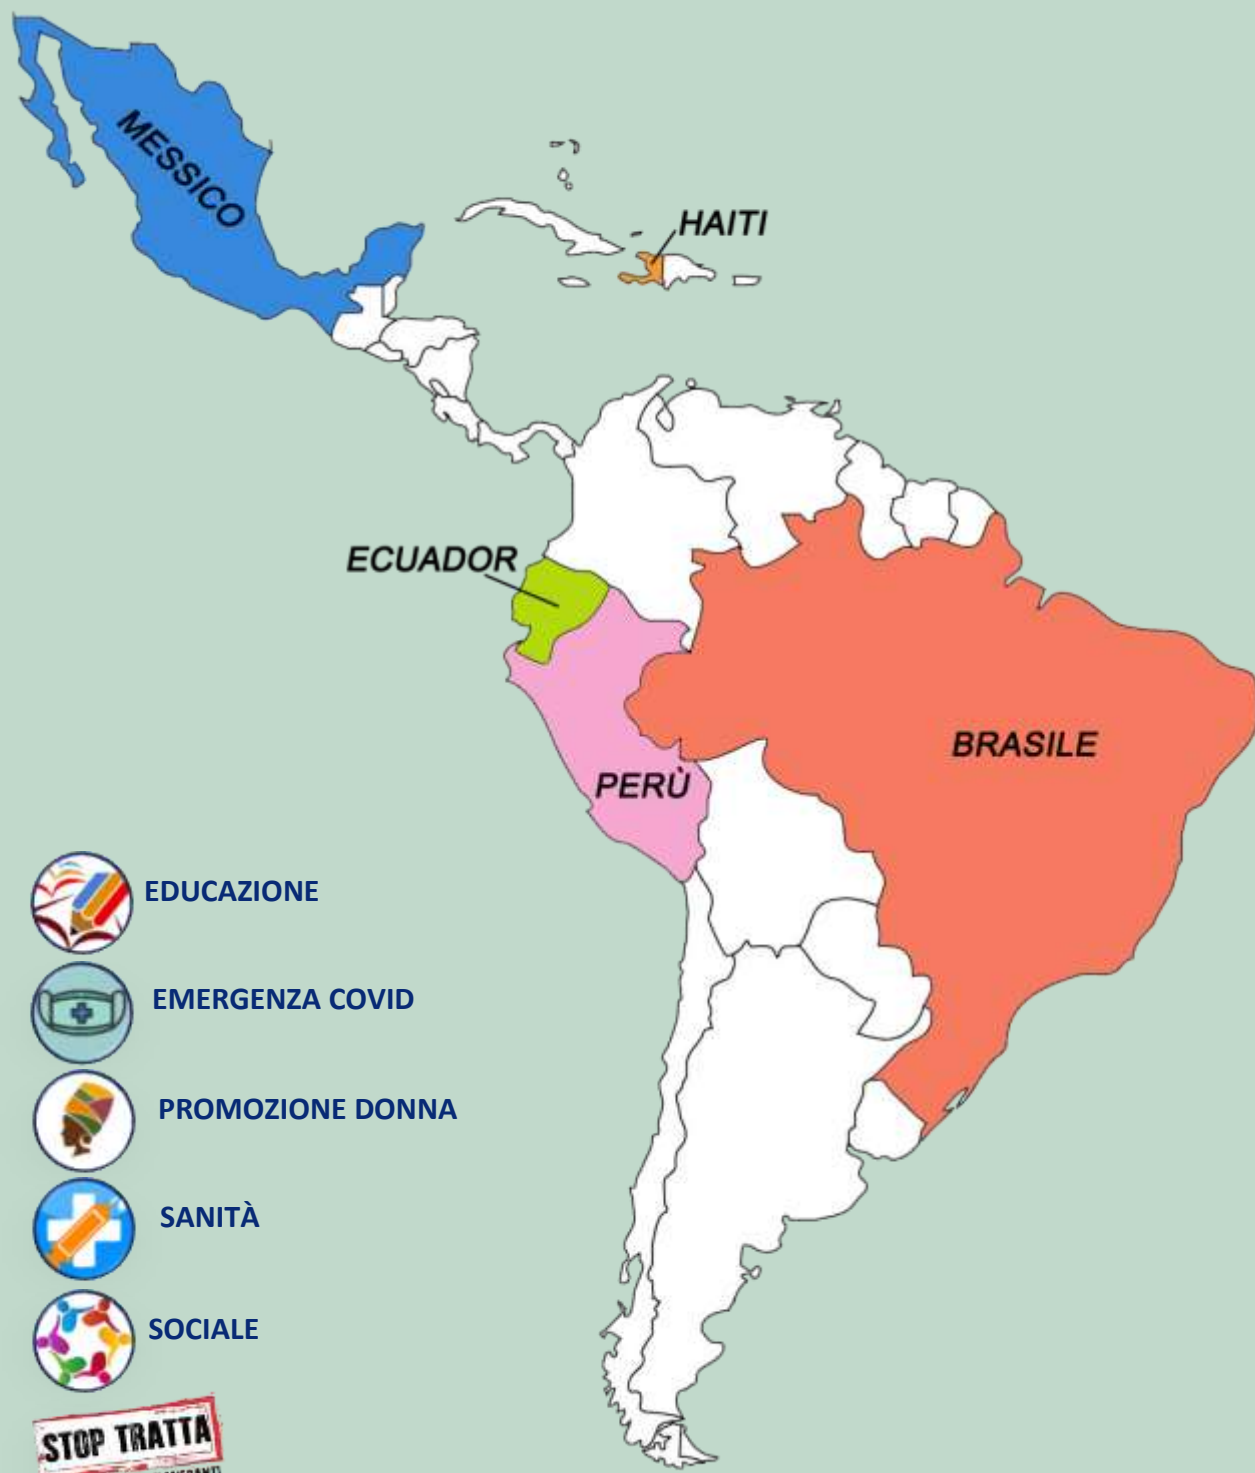 MESSICO
HAITI
ECUADOR
BRASILE
PERÙ
EDUCAZIONE
EMERGENZA COVID
PROMOZIONE DONNA
SANITÀ
SOCIALE
STOP TRATTA